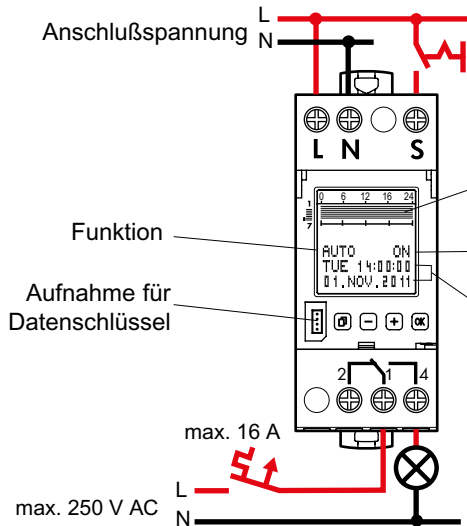 L
Anschlußspannung N
L N S
0 6 12 16 24
1
7
Funktion
AUTO ON
TUE 14:00:00
01.NOV.2011
Aufnahme für
Datenschlüssel
− + OK
2 1 4
max. 16 A
L
max. 250 V AC N